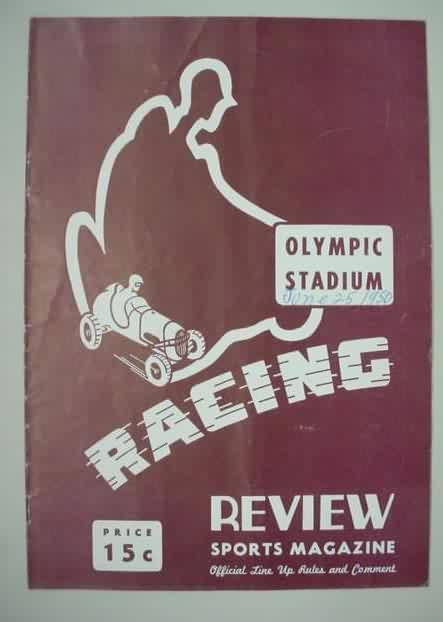 OLYMPIC
STADIUM
June 25 1950
RACING
REVIEW
SPORTS MAGAZINE
Official Line Up Rules and Comment
PRICE
15c